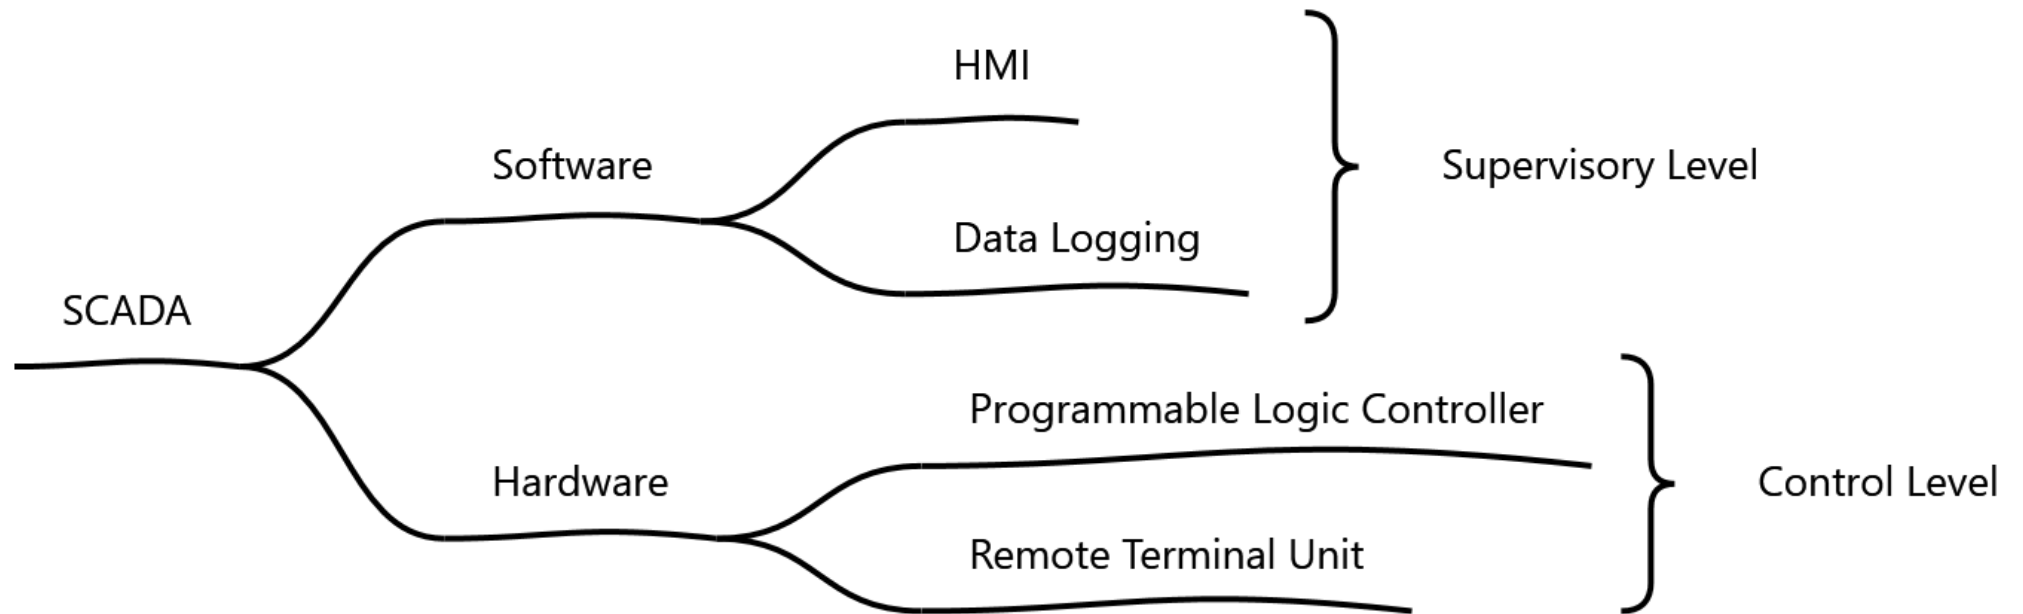 HMI
Software
Supervisory Level
Data Logging
SCADA
Programmable Logic Controller
Hardware
Control Level
Remote Terminal Unit